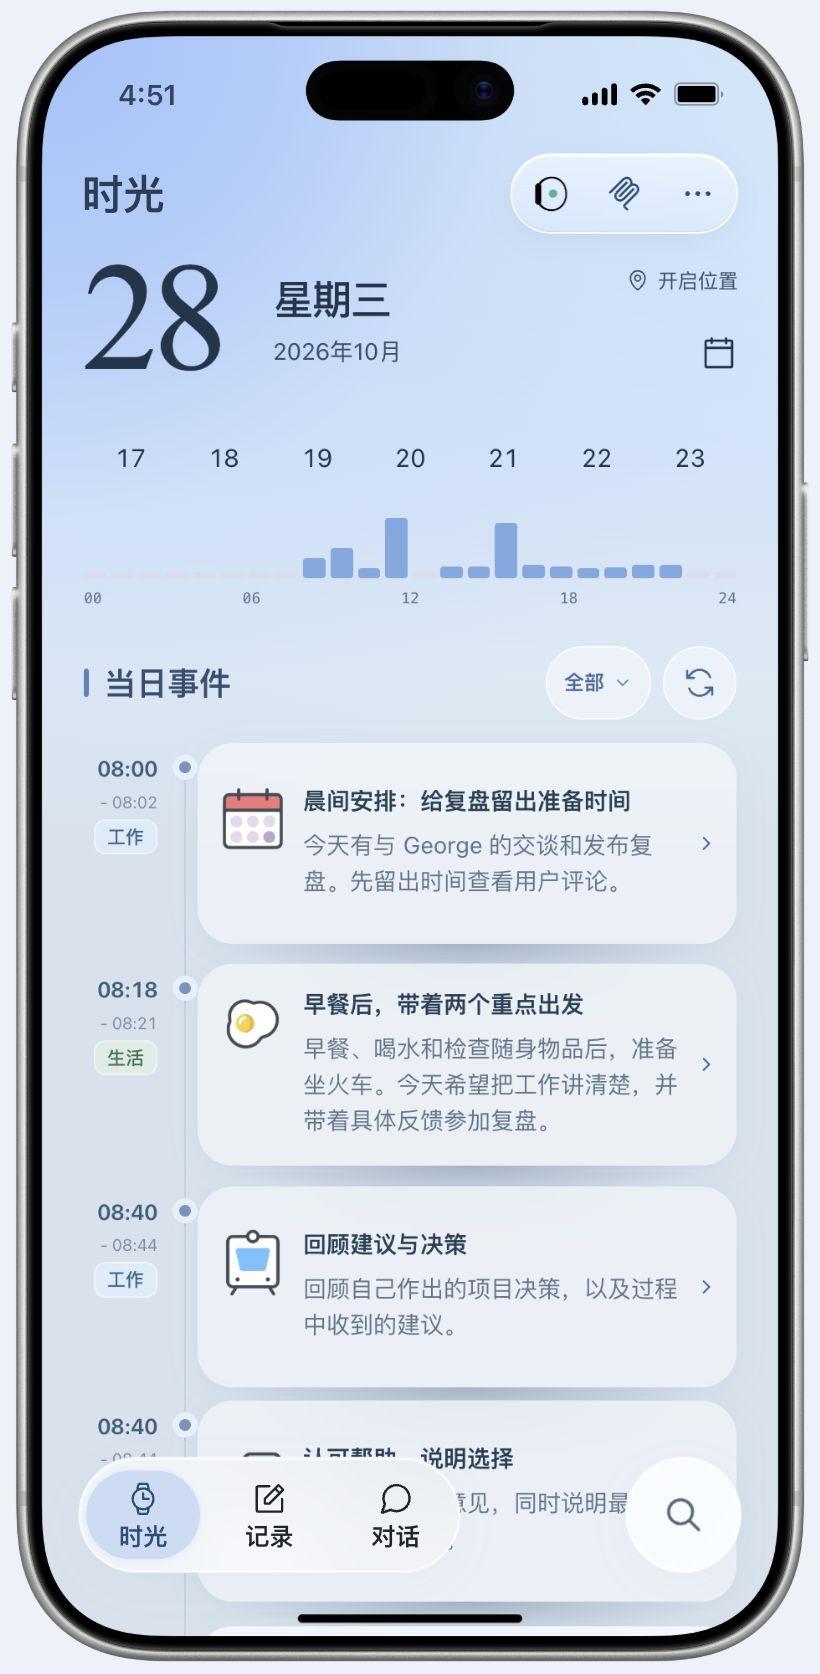 4:51
时光
28
星期三
2026年10月
开启位置
17 18 19 20 21 22 23
00 06 12 18 24
当日事件
全部
08:00
- 08:02
工作
晨间安排：给复盘留出准备时间
今天有与 George 的交谈和发布复
盘。先留出时间查看用户评论。
08:18
- 08:21
生活
早餐后，带着两个重点出发
早餐、喝水和检查随身物品后，准备
坐火车。今天希望把工作讲清楚，并
带着具体反馈参加复盘。
08:40
- 08:44
工作
回顾建议与决策
回顾自己作出的项目决策，以及过程
中收到的建议。
08:40
- 08:44
认可帮助，说明选择
意见，同时说明最
时光
记录
对话